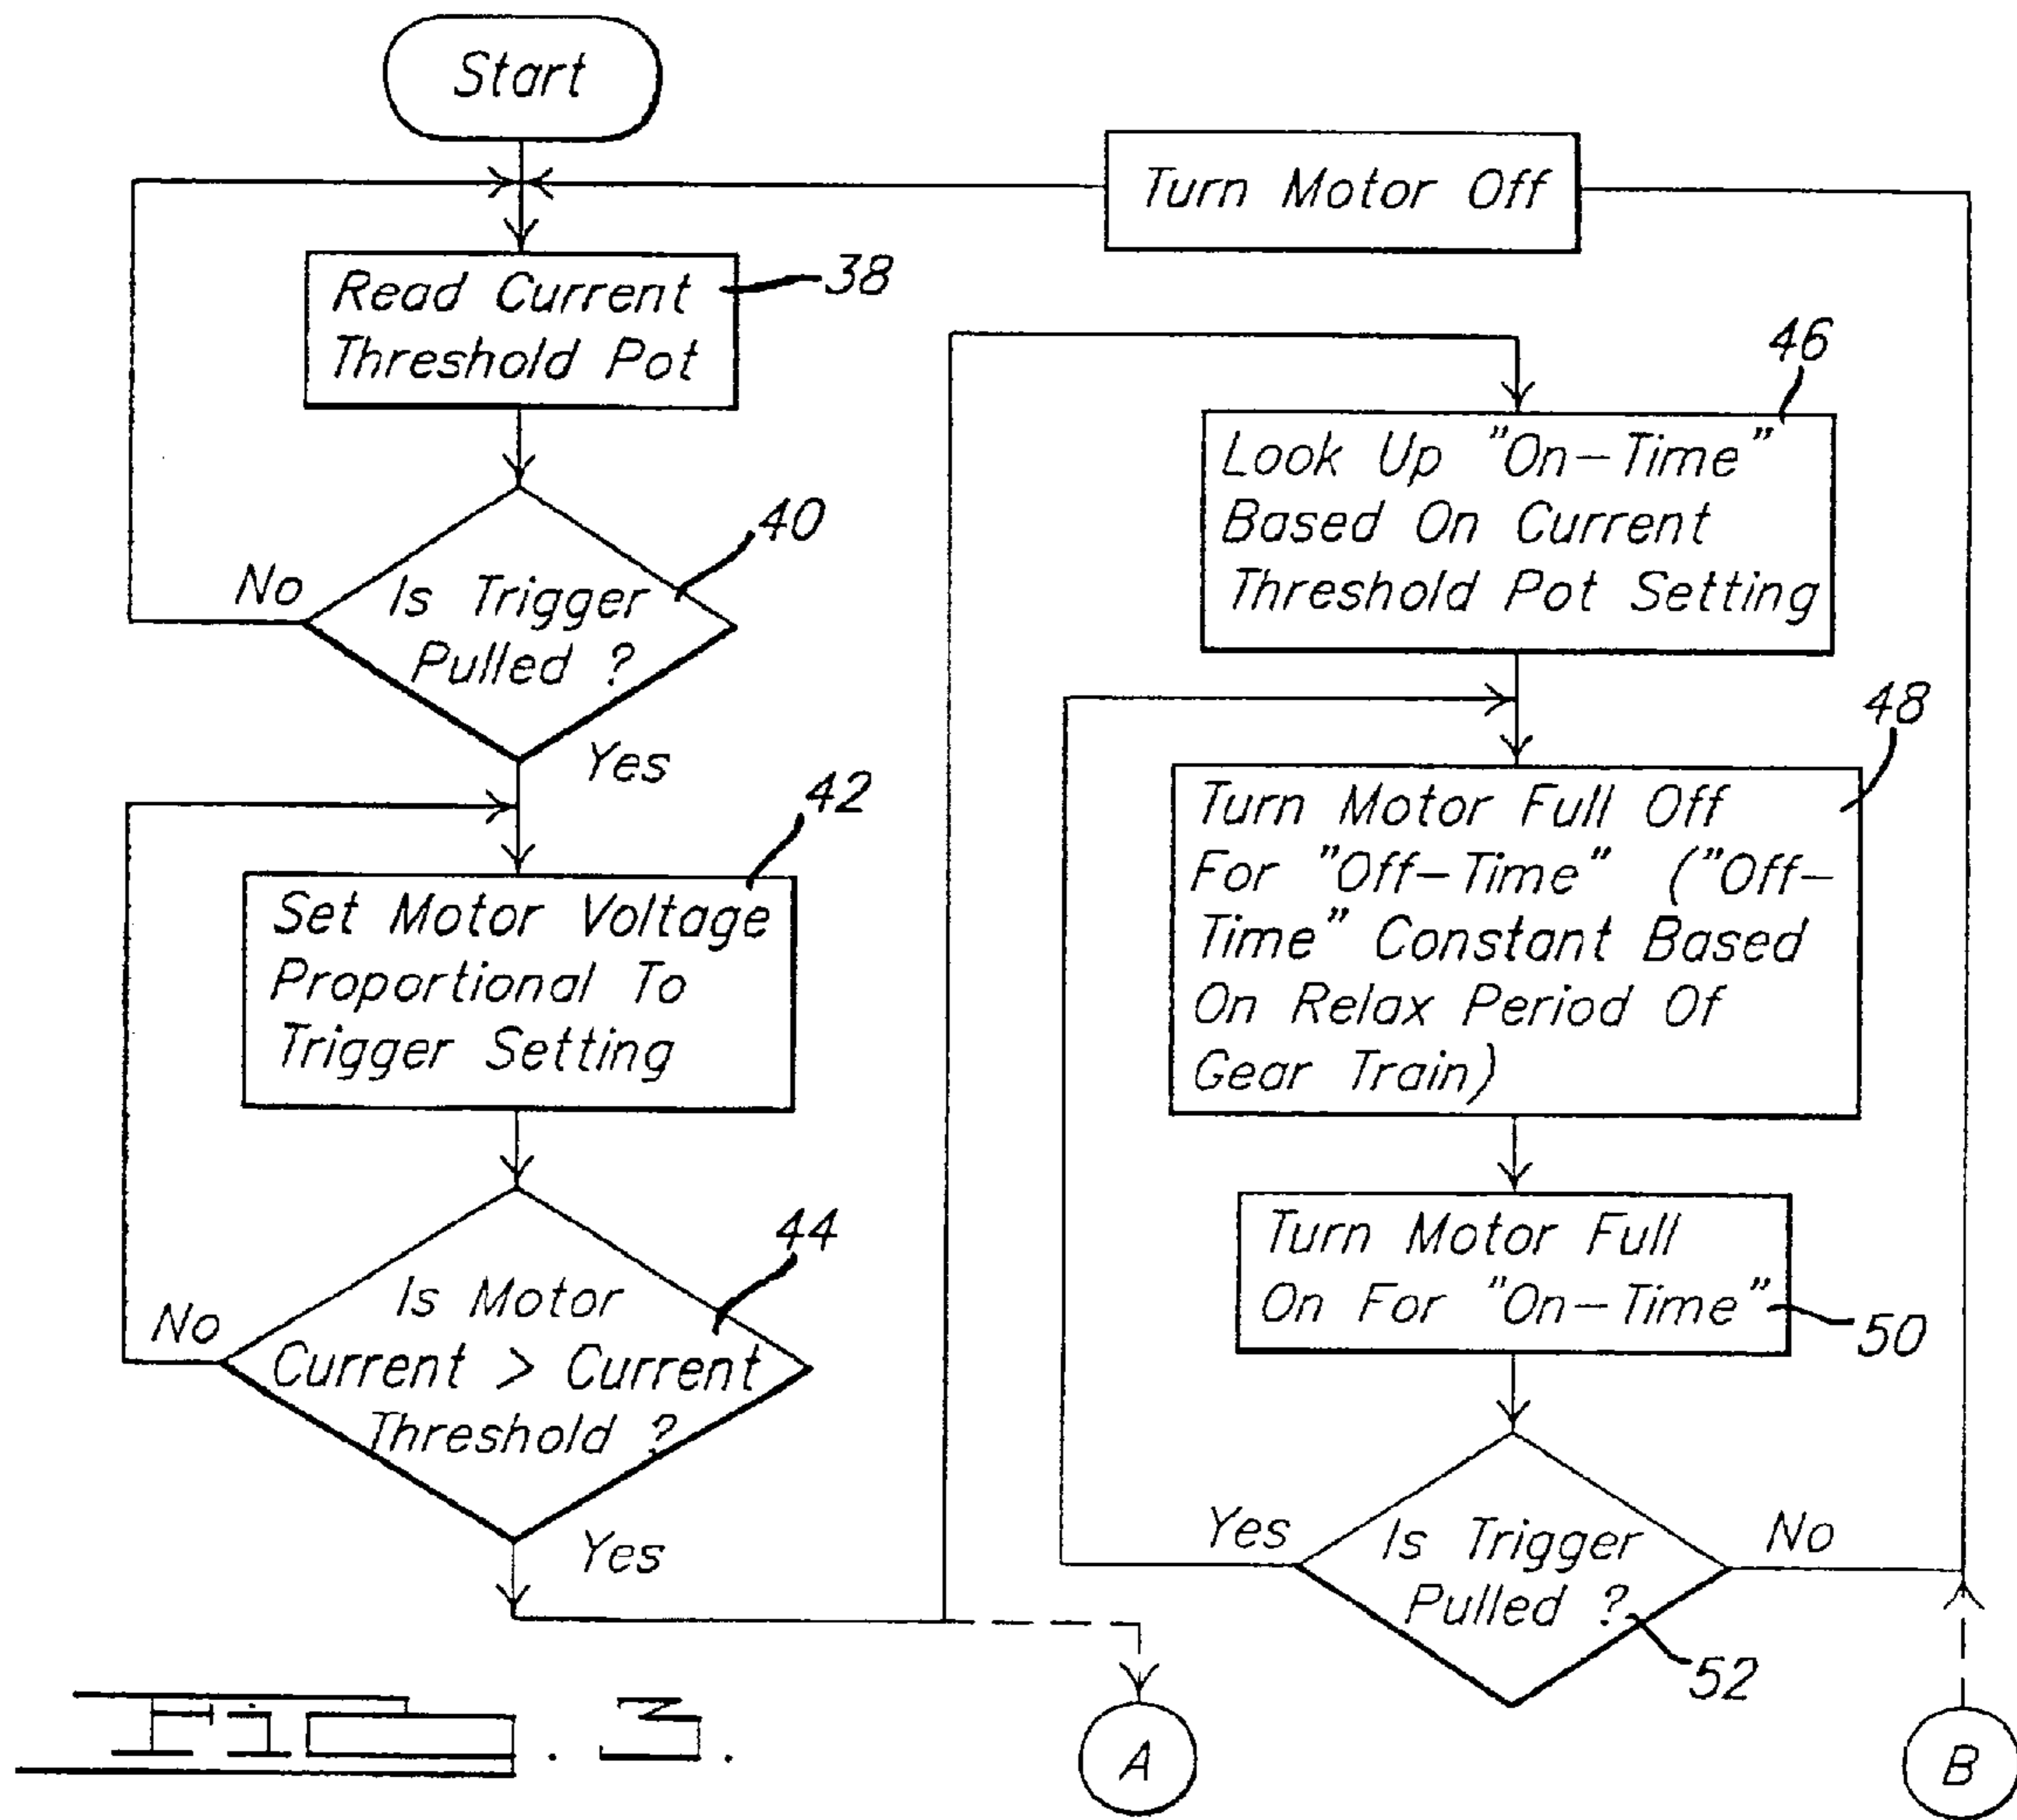 Start
Turn Motor Off
Read Current
Threshold Pot
38
Is Trigger
Pulled ?
40
No
Yes
Set Motor Voltage
Proportional To
Trigger Setting
42
Is Motor
Current > Current
Threshold ?
44
No
Yes
Look Up "On-Time"
Based On Current
Threshold Pot Setting
46
Turn Motor Full Off
For "Off-Time" ("Off-
Time" Constant Based
On Relax Period Of
Gear Train)
48
Turn Motor Full
On For "On-Time"
50
Yes
Is Trigger
Pulled ?
No
52
A
B
Fig. 3.